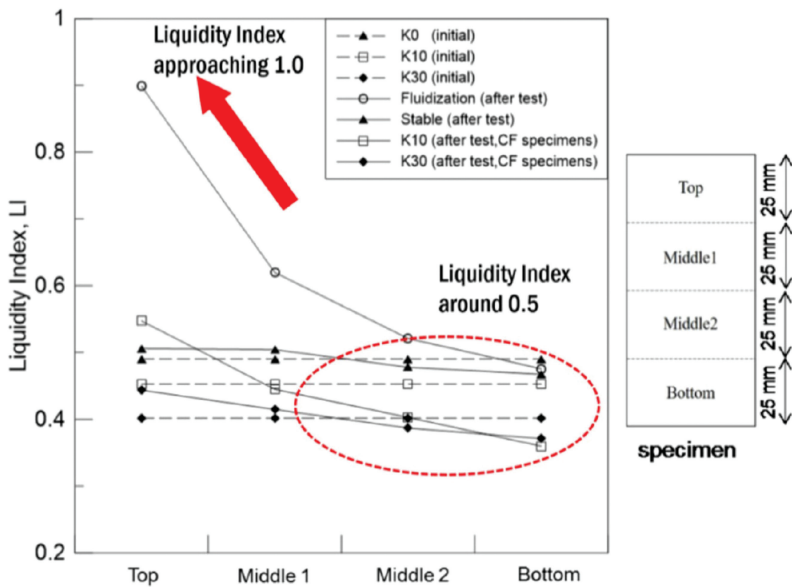 1
0.8
0.6
0.4
0.2
Liquidity Index, LI
Liquidity Index
approaching 1.0
K0 (initial)
K10 (initial)
K30 (initial)
Fluidization (after test)
Stable (after test)
K10 (after test,CF specimens)
K30 (after test,CF specimens)
Liquidity Index
around 0.5
Top
Middle 1
Middle 2
Bottom
Top
25 mm
Middle1
25 mm
Middle2
25 mm
Bottom
25 mm
specimen